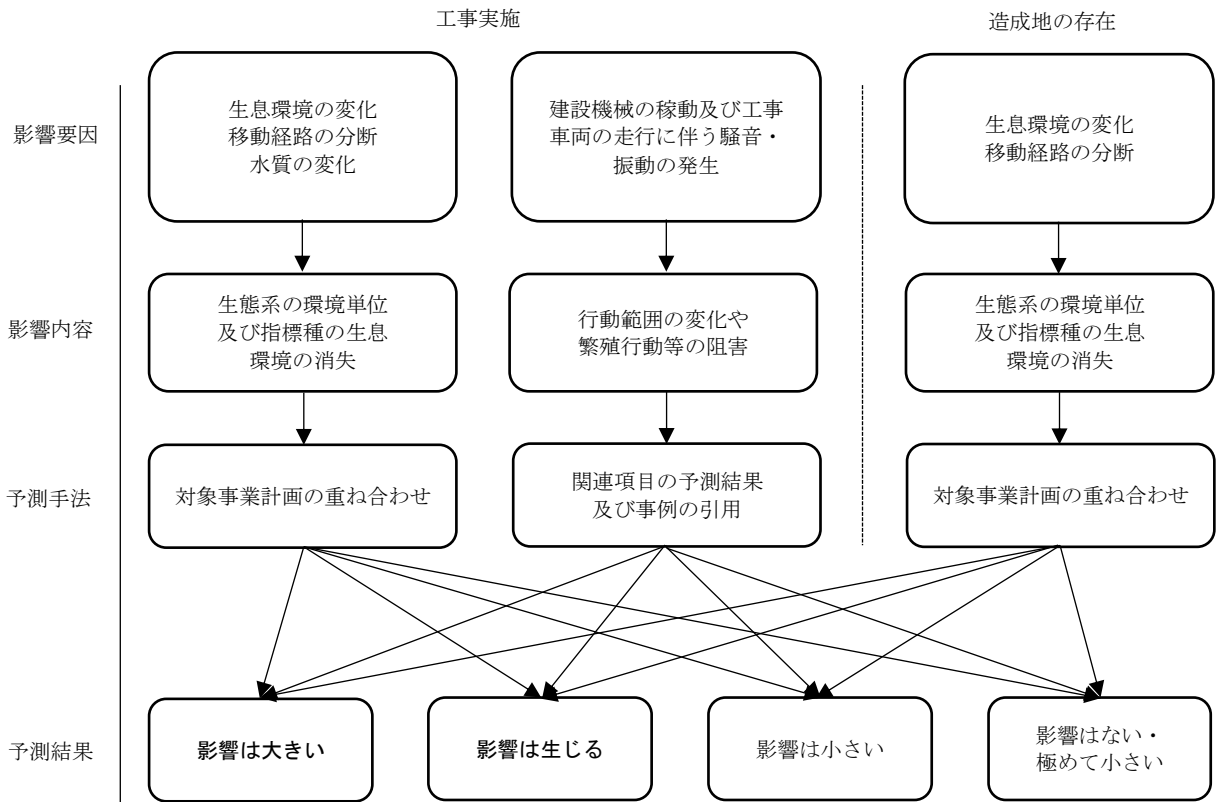 工事実施
造成地の存在
影響要因
生息環境の変化
移動経路の分断
水質の変化
建設機械の稼動及び工事
車両の走行に伴う騒音・
振動の発生
生息環境の変化
移動経路の分断
影響内容
生態系の環境単位
及び指標種の生息
環境の消失
行動範囲の変化や
繁殖行動等の阻害
生態系の環境単位
及び指標種の生息
環境の消失
予測手法
対象事業計画の重ね合わせ
関連項目の予測結果
及び事例の引用
対象事業計画の重ね合わせ
予測結果
影響は大きい
影響は生じる
影響は小さい
影響はない・
極めて小さい